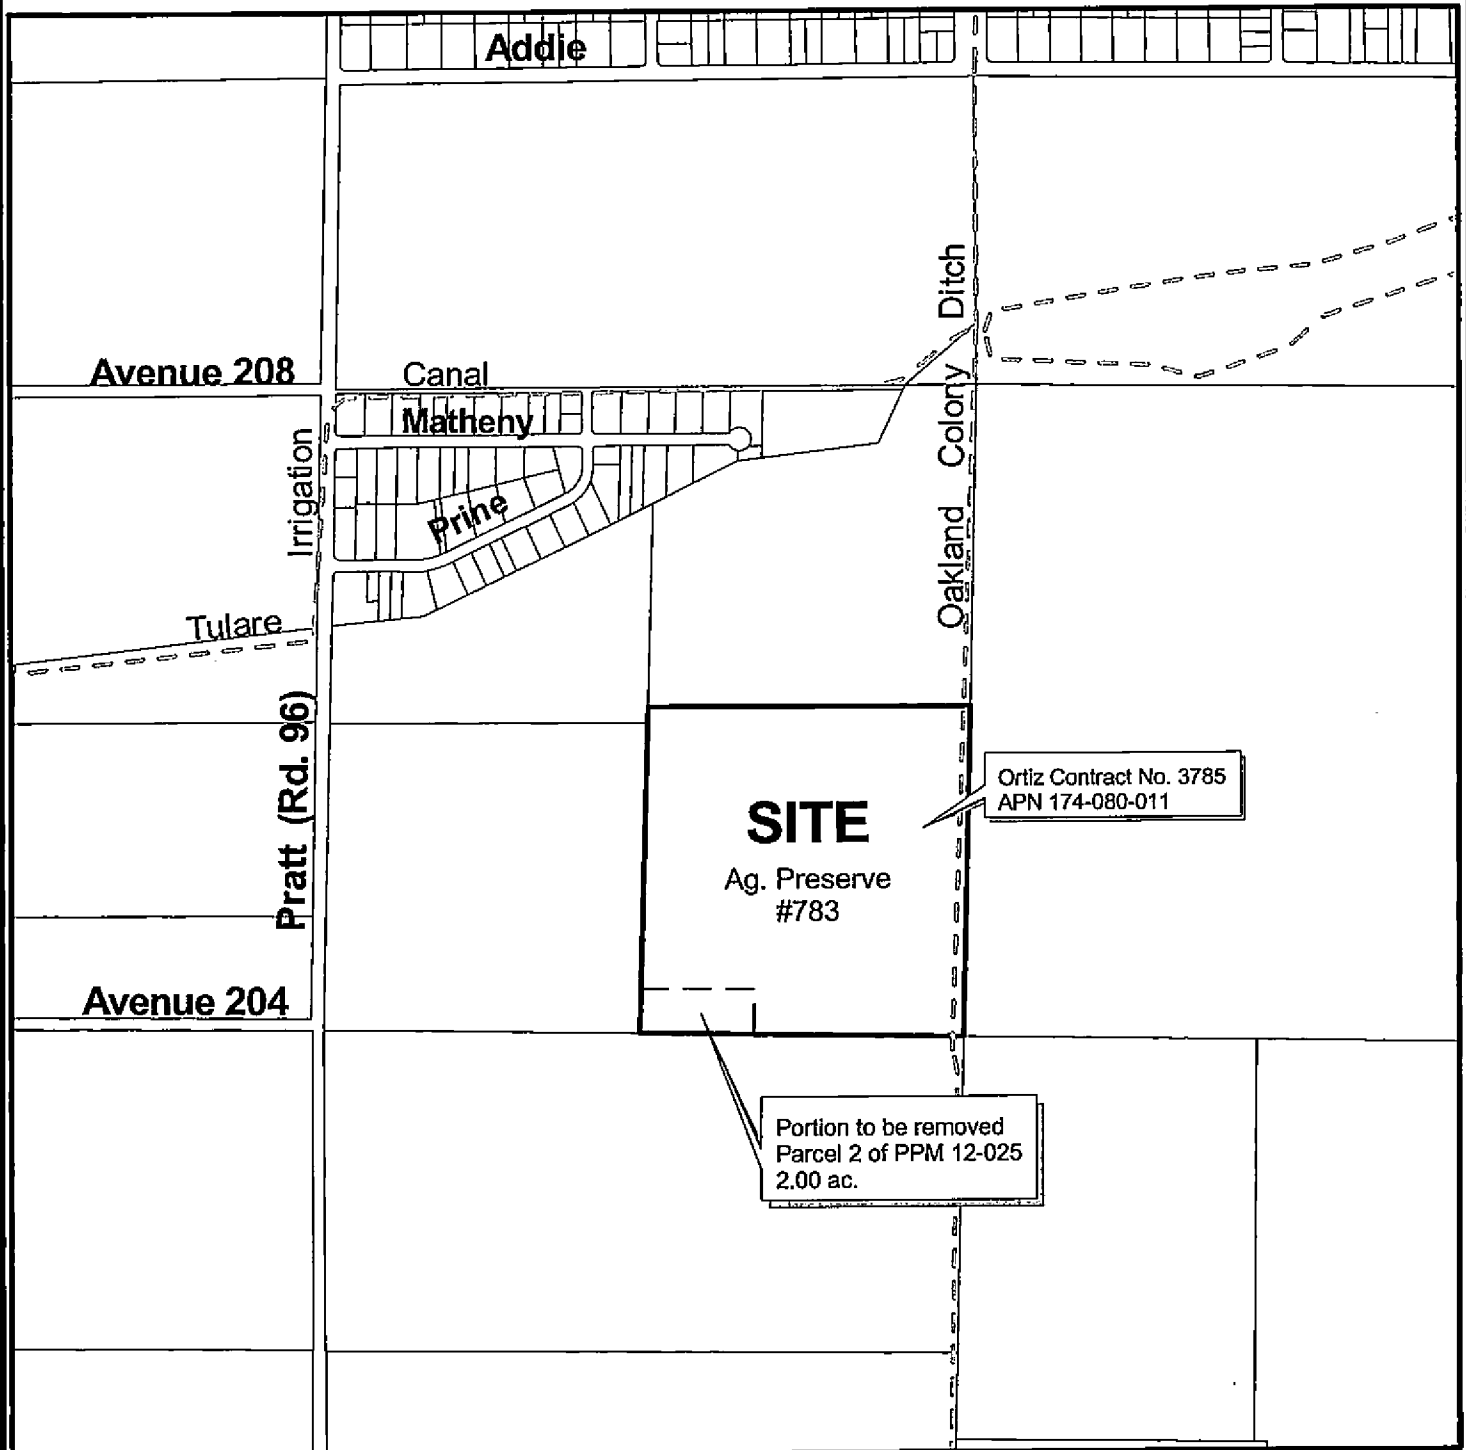 Addie
Ditch
Avenue 208
Canal
Colony
Matheny
Irrigation
Prine
Oakland
Tulare
Pratt (Rd. 96)
Ortiz Contract No. 3785
APN 174-080-011
SITE
Ag. Preserve
#783
Avenue 204
Portion to be removed
Parcel 2 of PPM 12-025
2.00 ac.